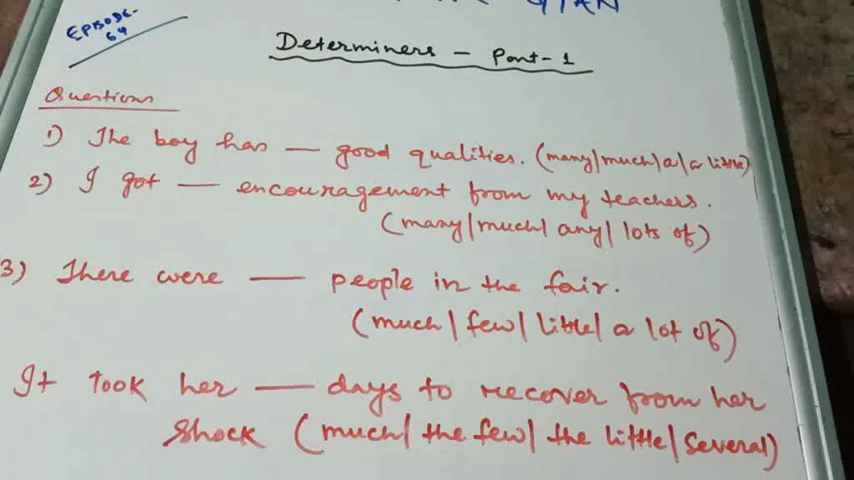 EPISODE-
64
Determiners - Part-1
Questions
1) The boy has — good qualities. (many/much/a/a little)
2) I got — encouragement from my teachers.
(many/much/any/lots of)
3) There were — people in the fair.
(much/few/little/a lot of)
It took her — days to recover from her
shock (much/the few/the little/several)